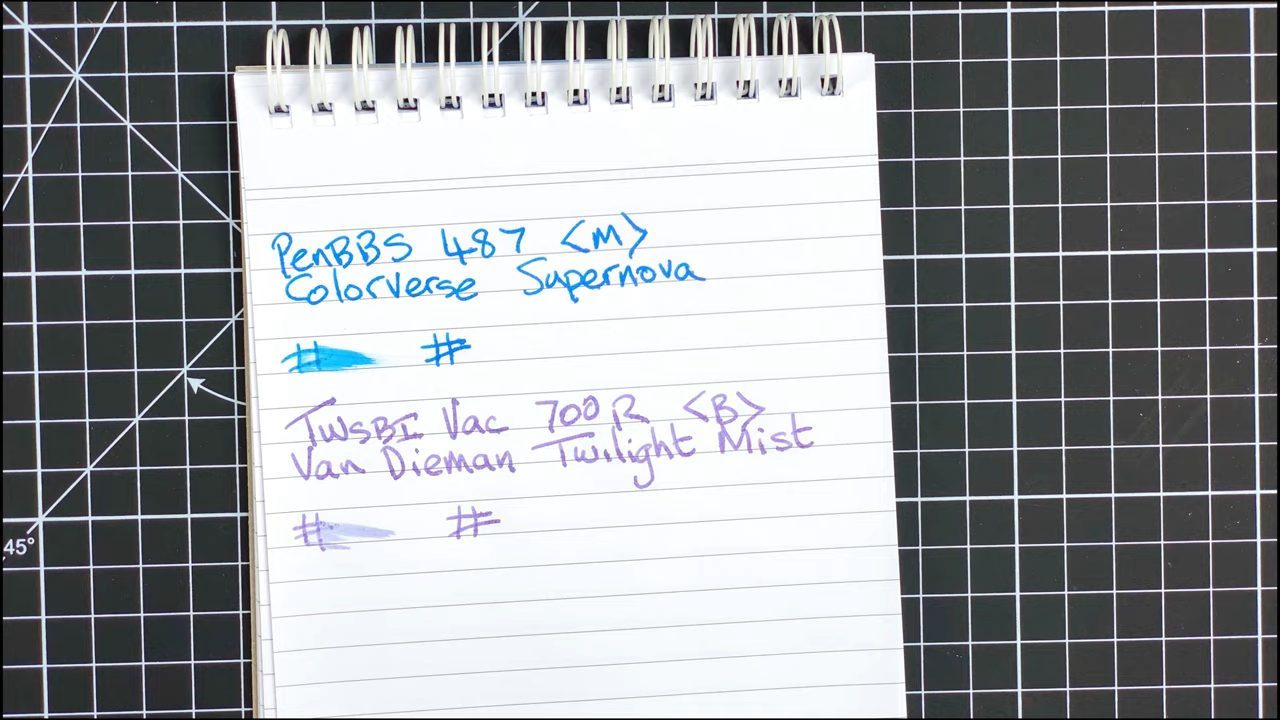 PenBBS 487 <M>
Colorverse Supernova
# #
TWSBI Vac 700R <B>
Van Dieman Twilight Mist
# #
45°